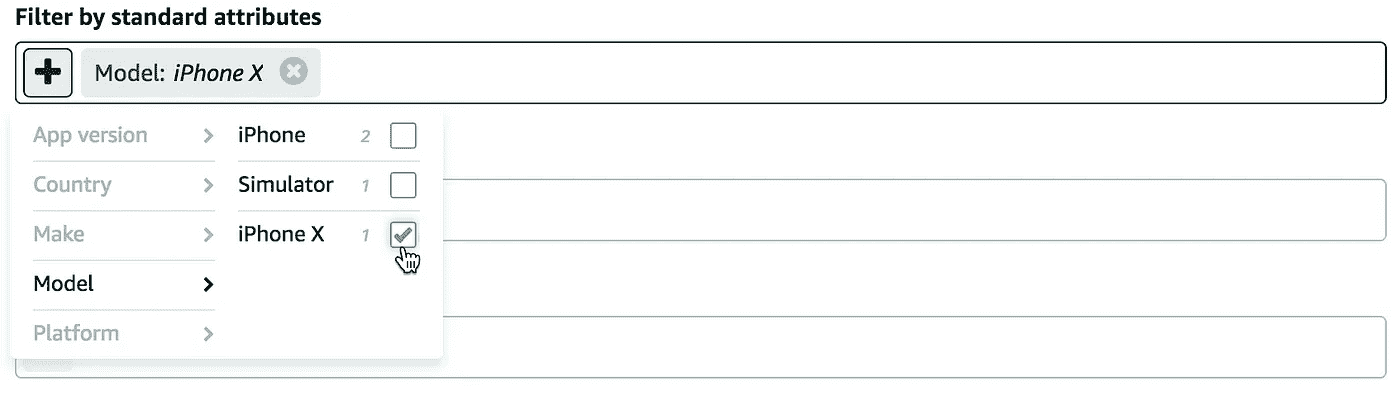 Filter by standard attributes
Model: iPhone X
App version
iPhone 2
Country
Simulator 1
Make
iPhone X 1
Model
Platform